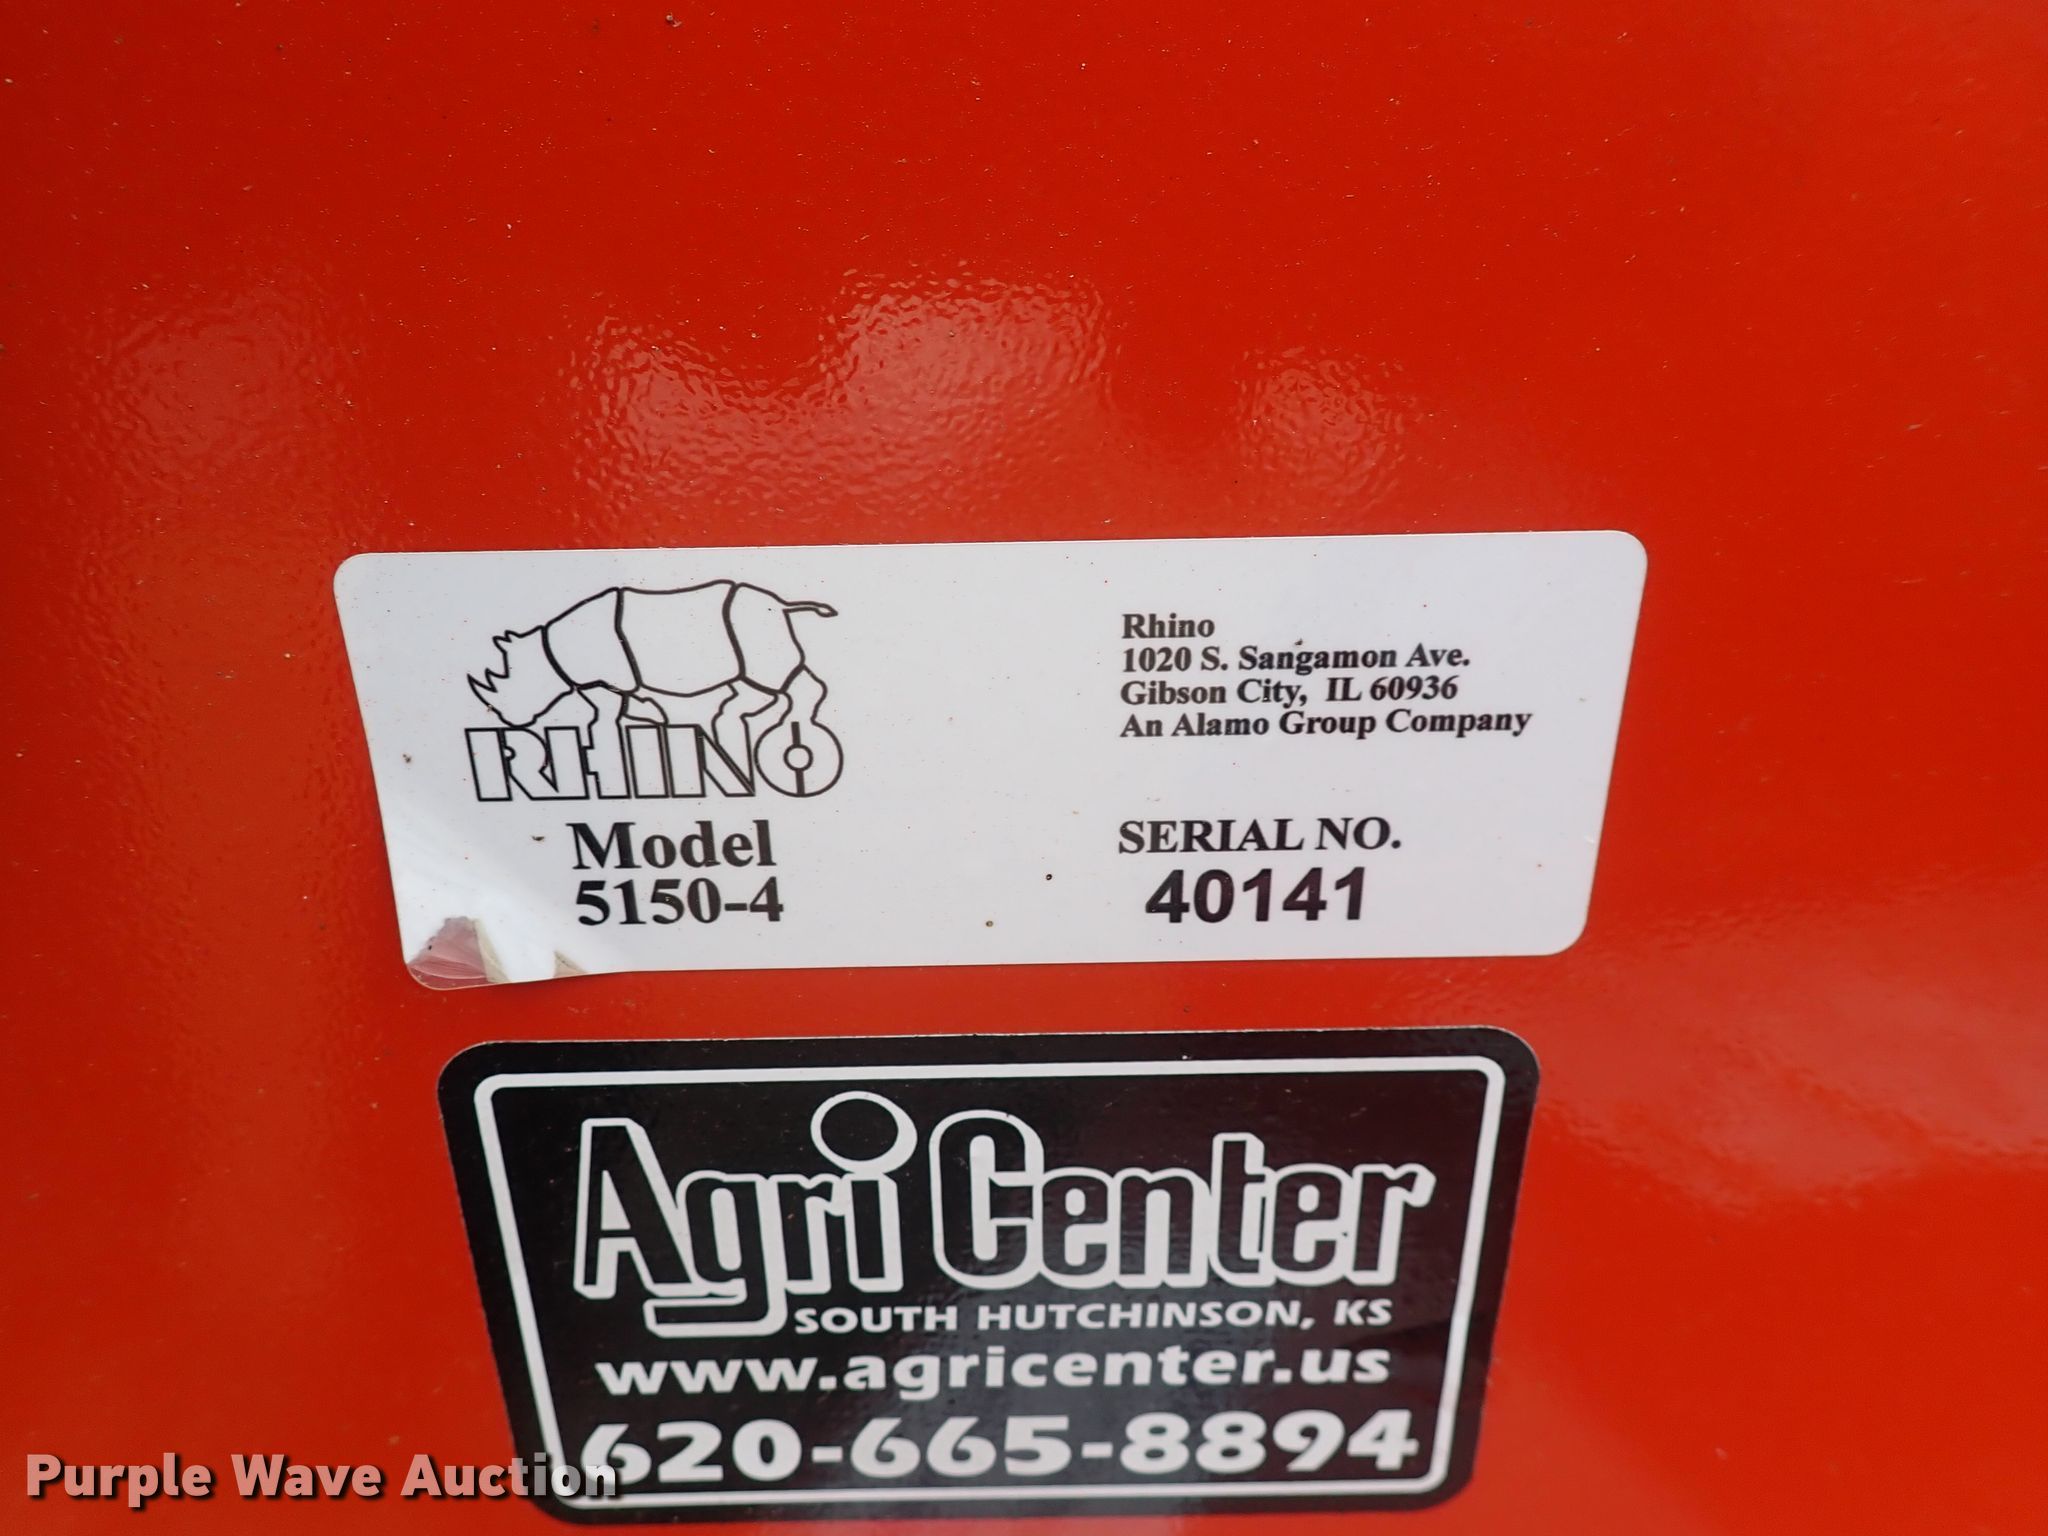 RHINO
Model
5150-4
Rhino
1020 S. Sangamon Ave.
Gibson City, IL 60936
An Alamo Group Company
SERIAL NO.
40141
Agri Center
SOUTH HUTCHINSON, KS
www.agricenter.us
620-665-8894
Purple Wave Auction